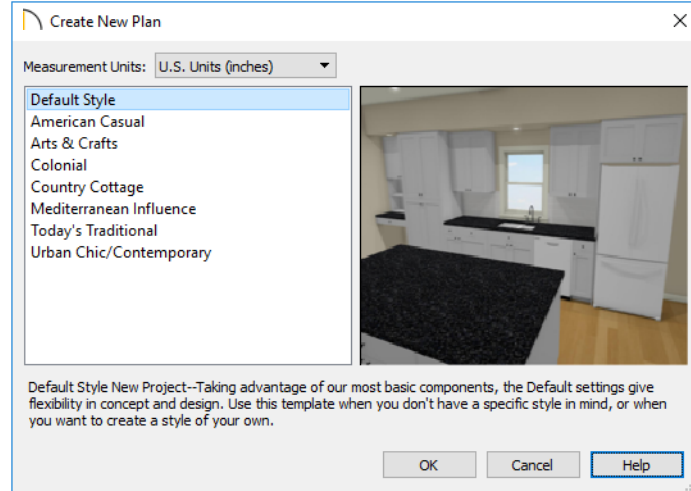 Create New Plan
Measurement Units: U.S. Units (inches)
Default Style
American Casual
Arts & Crafts
Colonial
Country Cottage
Mediterranean Influence
Today's Traditional
Urban Chic/Contemporary
Default Style New Project--Taking advantage of our most basic components, the Default settings give
flexibility in concept and design. Use this template when you don't have a specific style in mind, or when
you want to create a style of your own.
OK Cancel Help